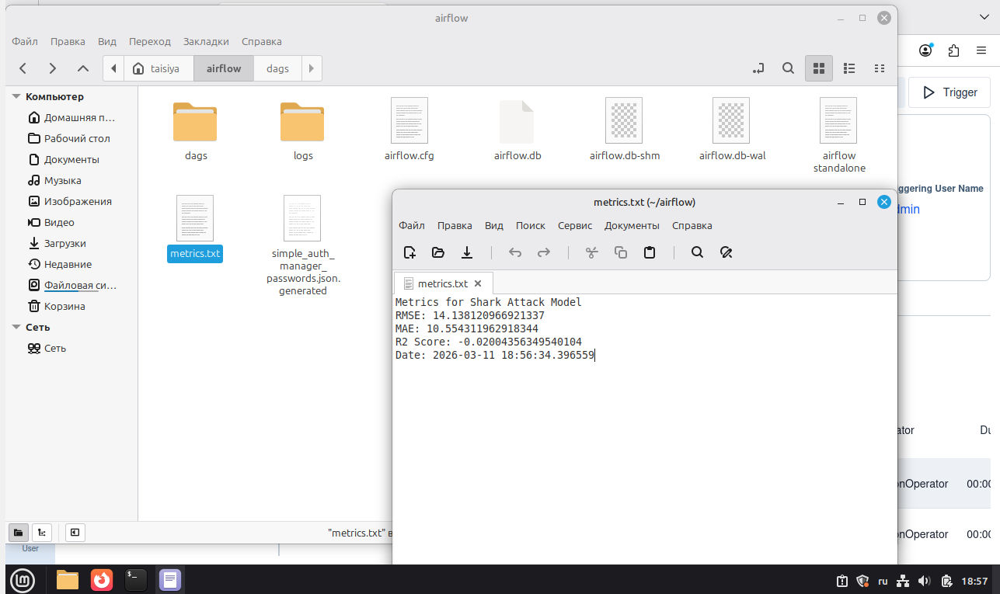 airflow
Файл Правка Вид Переход Закладки Справка
taisiya airflow dags
Trigger
Компьютер
Домашняя п...
Рабочий стол
Документы
Музыка
Изображения
Видео
Загрузки
Недавние
Файловая си...
Корзина
Сеть
Сеть
dags
logs
airflow.cfg
airflow.db
airflow.db-shm
airflow.db-wal
airflow
standalone
metrics.txt
simple_auth_
manager_
passwords.json.
generated
"metrics.txt" в
ggering User Name
dmin
metrics.txt (~/airflow)
Файл Правка Вид Поиск Сервис Документы Справка
metrics.txt
Metrics for Shark Attack Model
RMSE: 14.138120966921337
MAE: 10.554311962918344
R2 Score: -0.02004356349540104
Date: 2026-03-11 18:56:34.396559
ator Du
onOperator 00:00
onOperator 00:00
User
ru 18:57